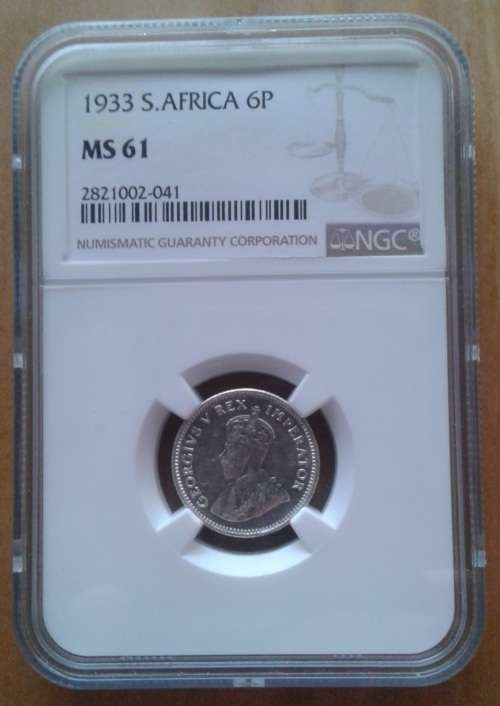 1933 S.AFRICA 6P
MS 61
2821002-041
NUMISMATIC GUARANTY CORPORATION
NGC®
GEORGIVS V REX IMPERATOR